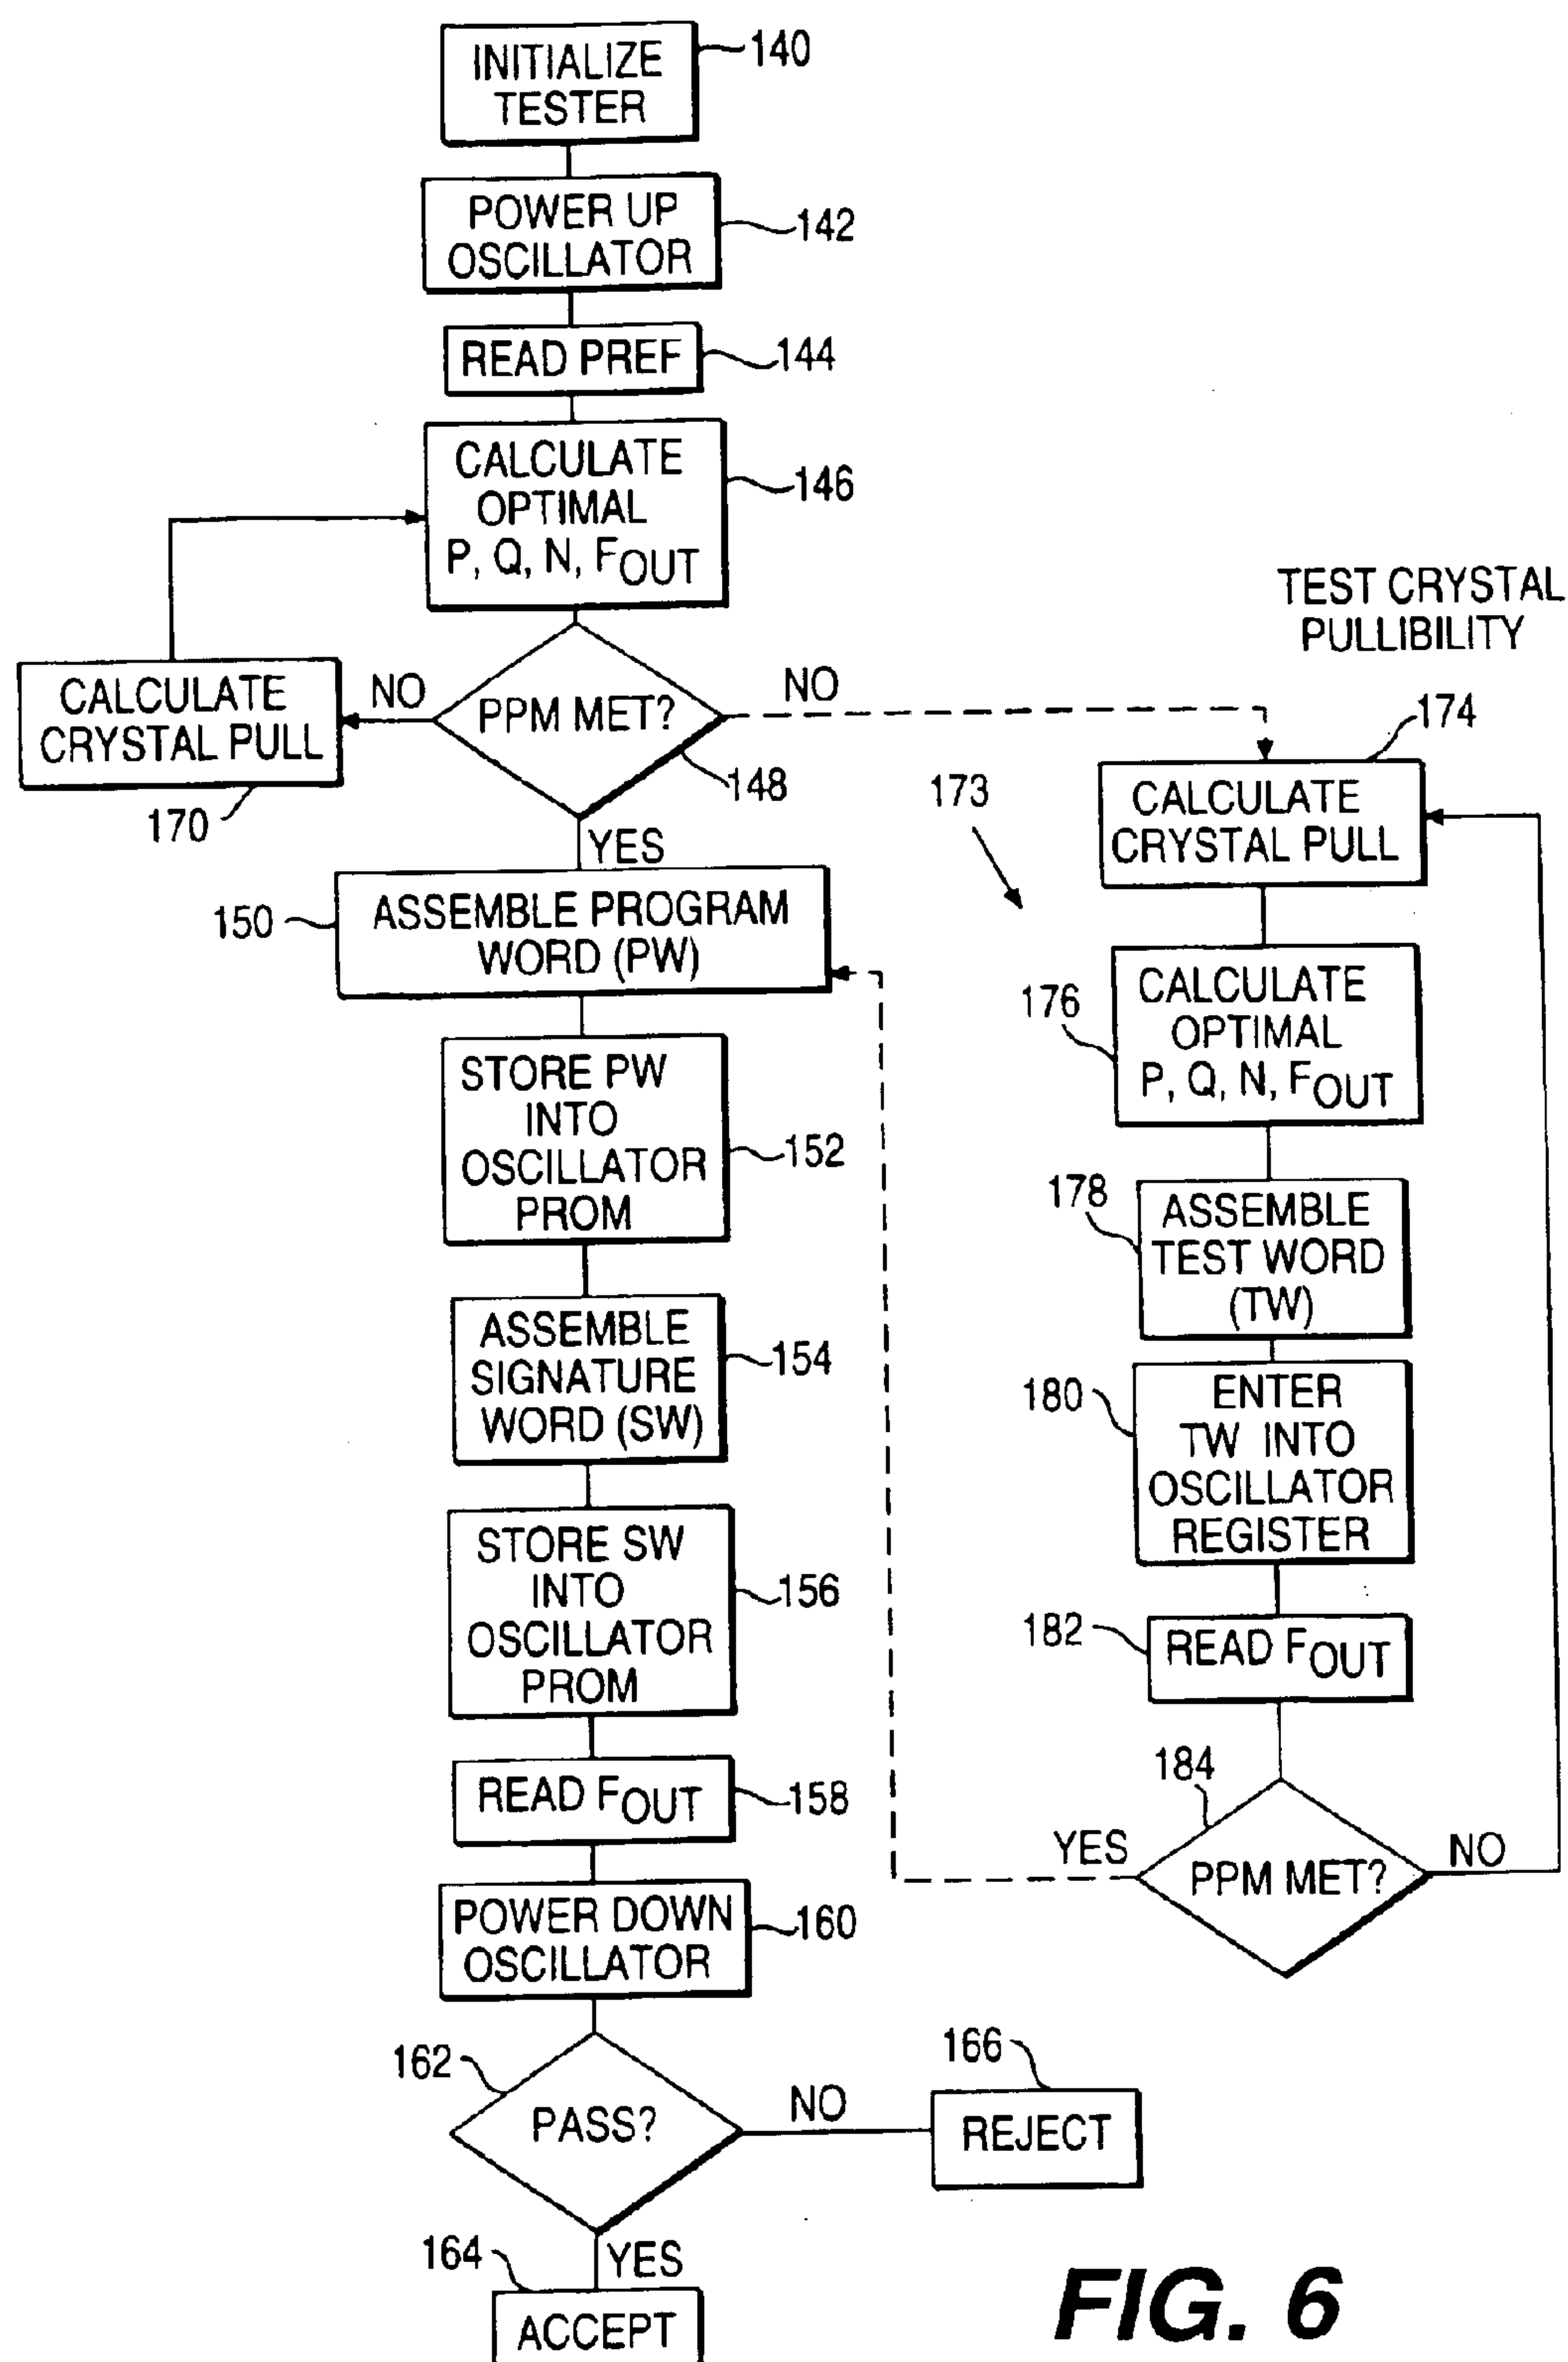 INITIALIZE
TESTER
140
POWER UP
OSCILLATOR
142
READ PREF
144
CALCULATE
OPTIMAL
P, Q, N, FOUT
146
TEST CRYSTAL
PULLIBILITY
CALCULATE
CRYSTAL PULL
170
NO
PPM MET?
148
NO
YES
173
174
CALCULATE
CRYSTAL PULL
150
ASSEMBLE PROGRAM
WORD (PW)
176
CALCULATE
OPTIMAL
P, Q, N, FOUT
STORE PW
INTO
OSCILLATOR
PROM
152
178
ASSEMBLE
TEST WORD
(TW)
ASSEMBLE
SIGNATURE
WORD (SW)
154
180
ENTER
TW INTO
OSCILLATOR
REGISTER
STORE SW
INTO
OSCILLATOR
PROM
156
182
READ FOUT
READ FOUT
158
184
YES
PPM MET?
NO
POWER DOWN
OSCILLATOR
160
162
PASS?
NO
166
REJECT
YES
164
ACCEPT
FIG. 6